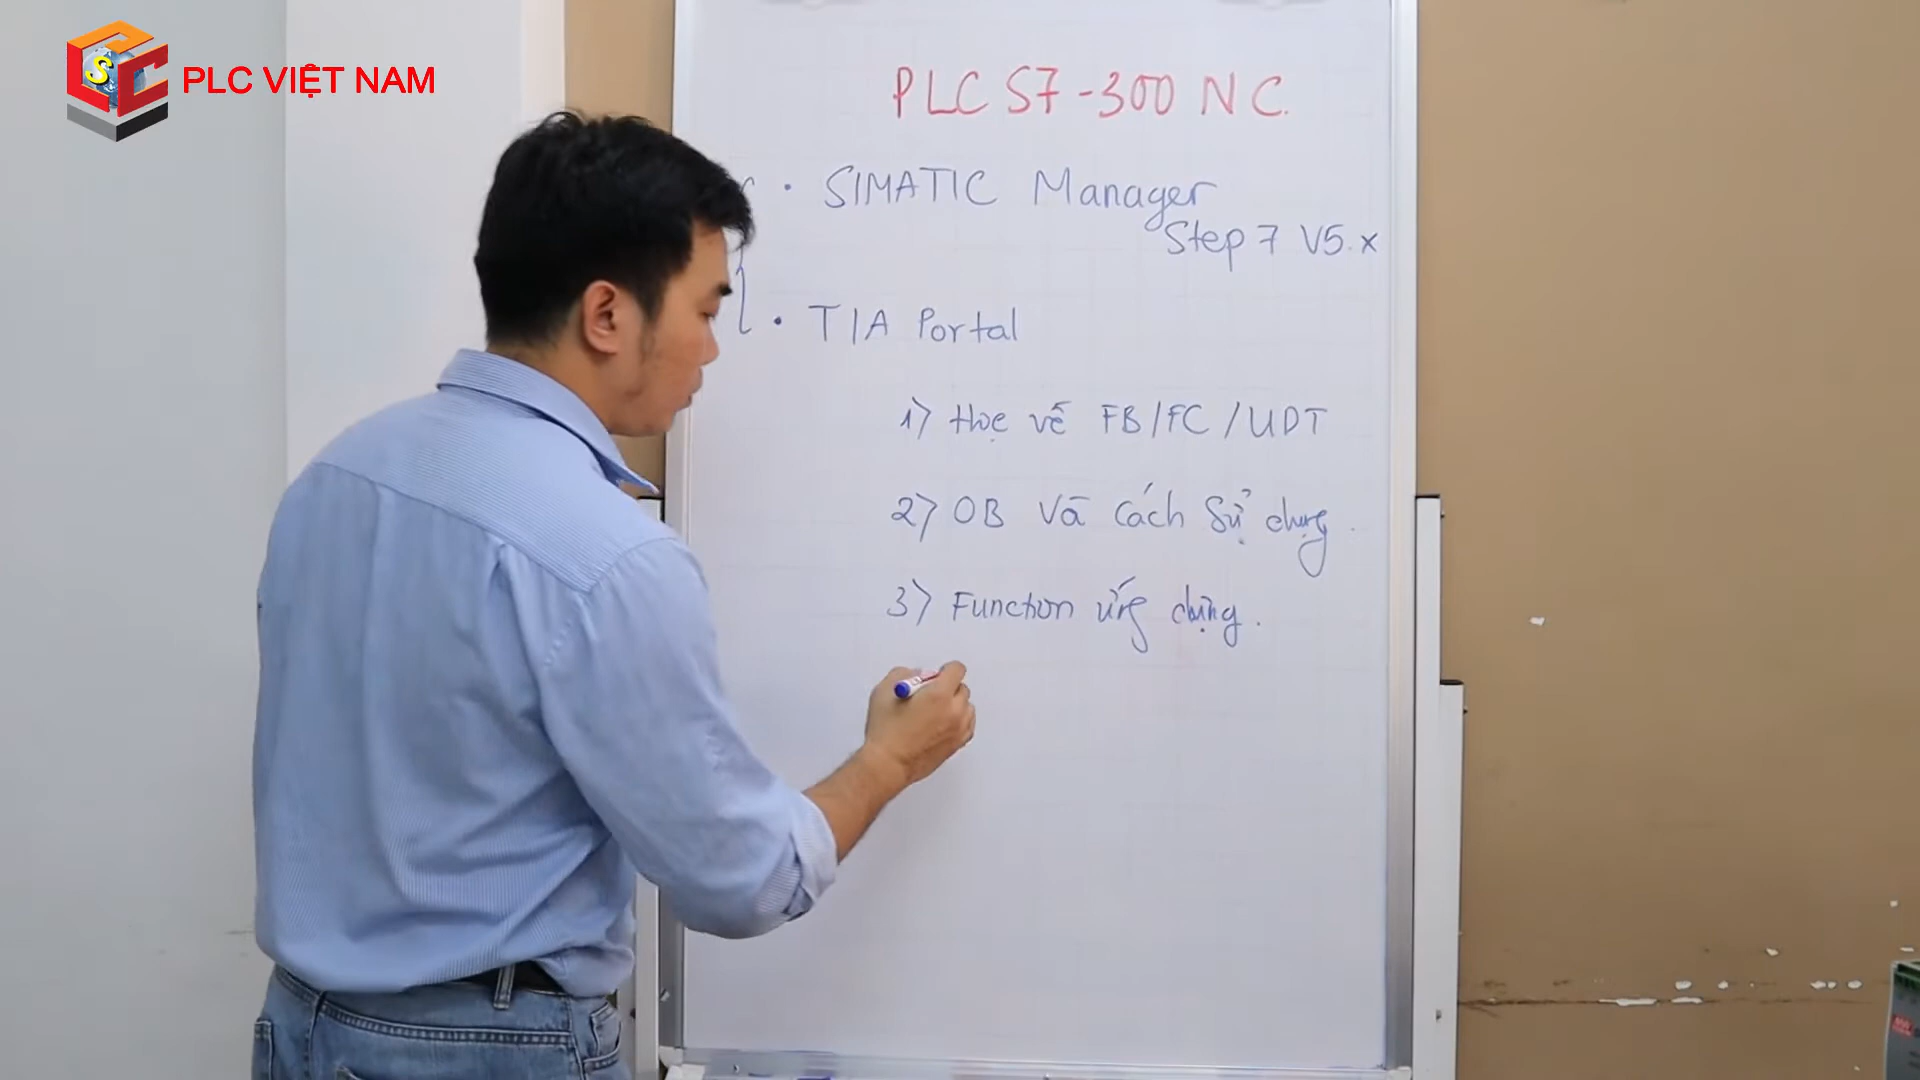 PLC VIỆT NAM
PLC S7-300 NC.
• SIMATIC Manager
Step 7 V5.x
• TIA Portal
1) Học về FB/FC/UDT
2) OB và cách sử dụng.
3) Function ứng dụng.